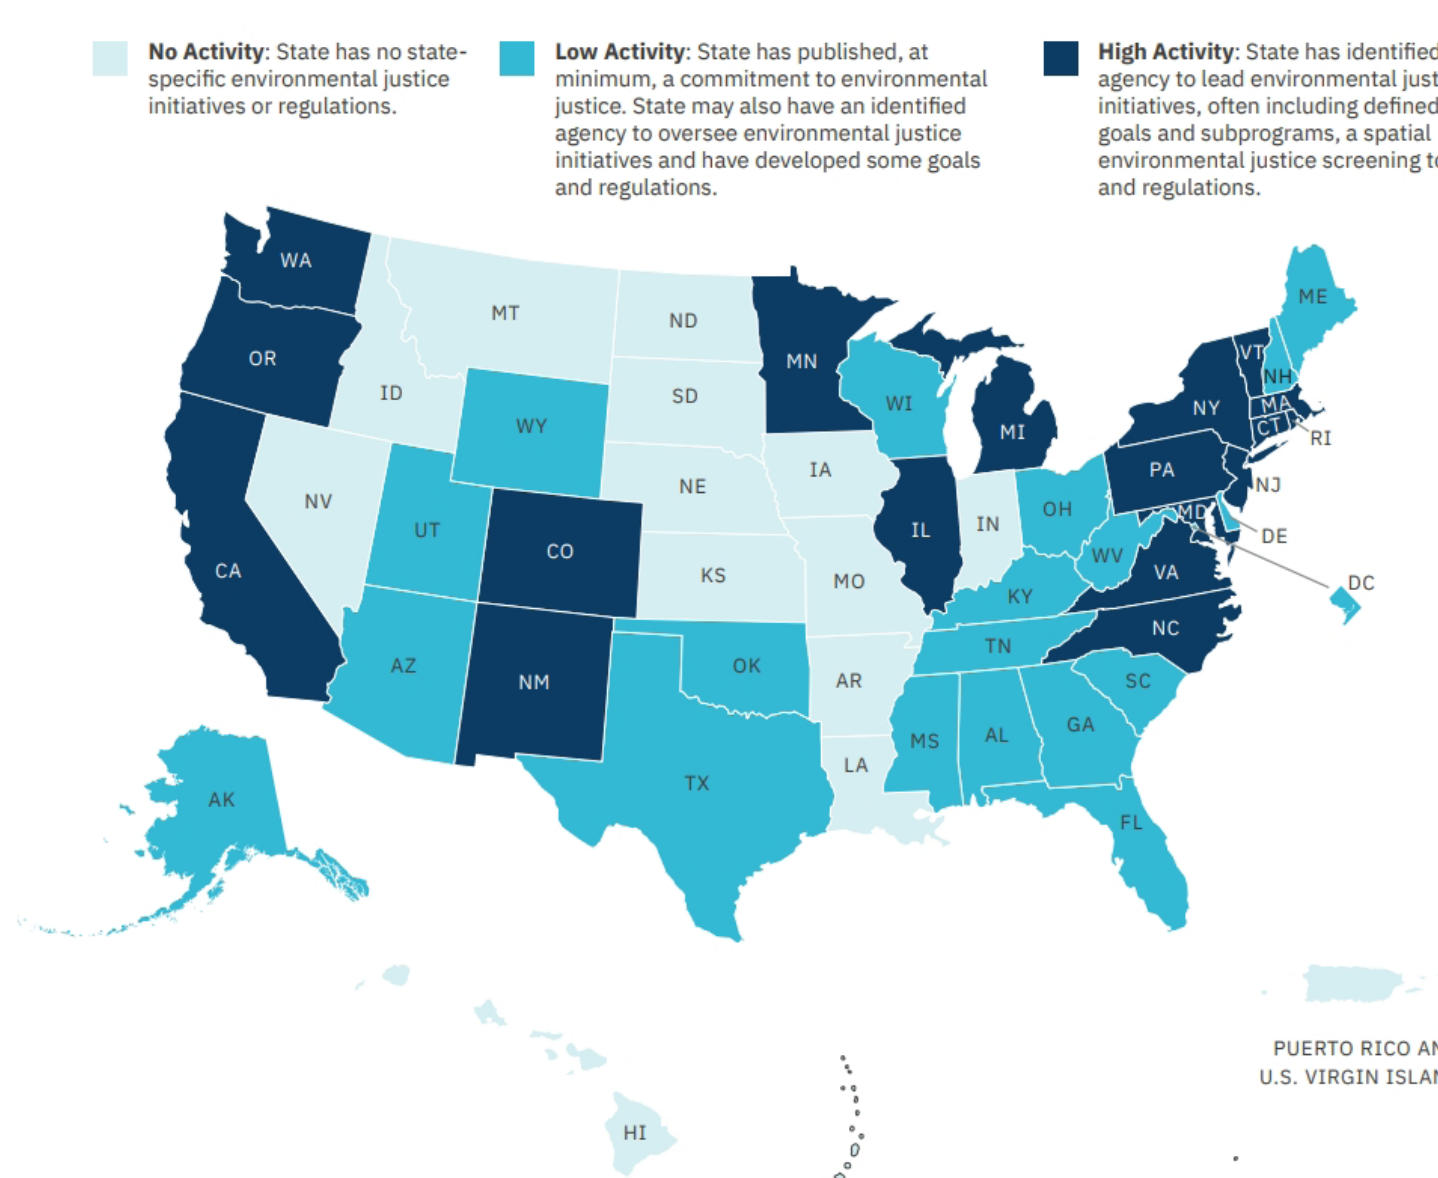 No Activity: State has no state-
specific environmental justice
initiatives or regulations.
Low Activity: State has published, at
minimum, a commitment to environmental
justice. State may also have an identified
agency to oversee environmental justice
initiatives and have developed some goals
and regulations.
High Activity: State has identified
agency to lead environmental just
initiatives, often including defined
goals and subprograms, a spatial
environmental justice screening to
and regulations.
WA
MT
ND
ME
OR
ID
SD
MN
WI
VT
NH
WY
MI
NY
MA
CT
RI
NV
UT
NE
IA
PA
NJ
CO
IL
IN
OH
MD
DE
CA
KS
MO
WV
VA
DC
KY
NC
AZ
NM
OK
TN
AR
SC
MS
AL
GA
AK
TX
LA
FL
PUERTO RICO AN
U.S. VIRGIN ISLAN
HI